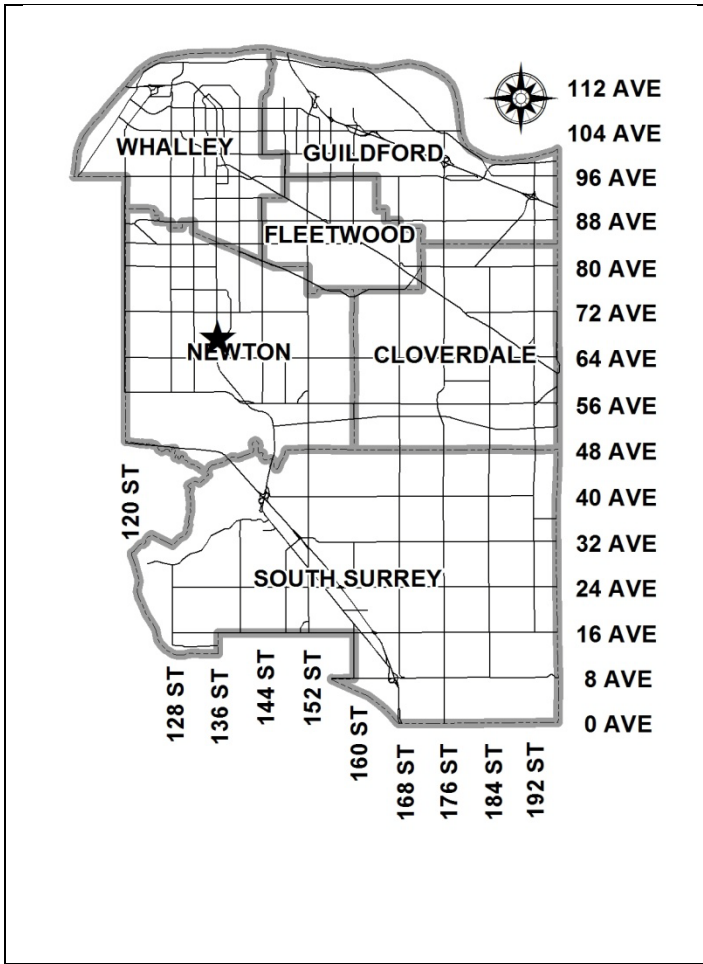 112 AVE
104 AVE
WHALLEY
GUILDFORD
96 AVE
88 AVE
FLEETWOOD
80 AVE
72 AVE
NEWTON
CLOVERDALE
64 AVE
56 AVE
48 AVE
120 ST
40 AVE
32 AVE
SOUTH SURREY
24 AVE
16 AVE
128 ST
136 ST
144 ST
152 ST
160 ST
8 AVE
0 AVE
168 ST
176 ST
184 ST
192 ST